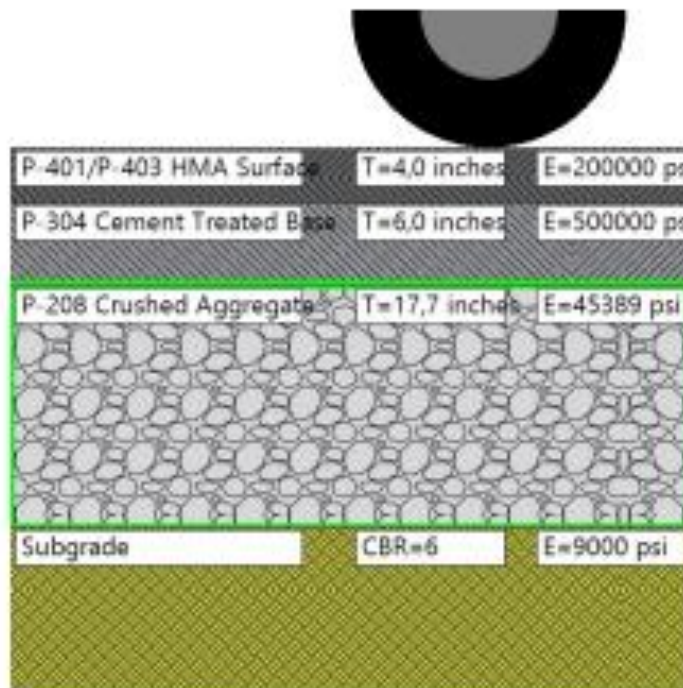 P-401/P-403 HMA Surface T=4,0 inches E=200000 ps
P-304 Cement Treated Base T=6,0 inches E=500000 ps
P-208 Crushed Aggregate T=17,7 inches E=45389 psi
Subgrade CBR=6 E=9000 psi